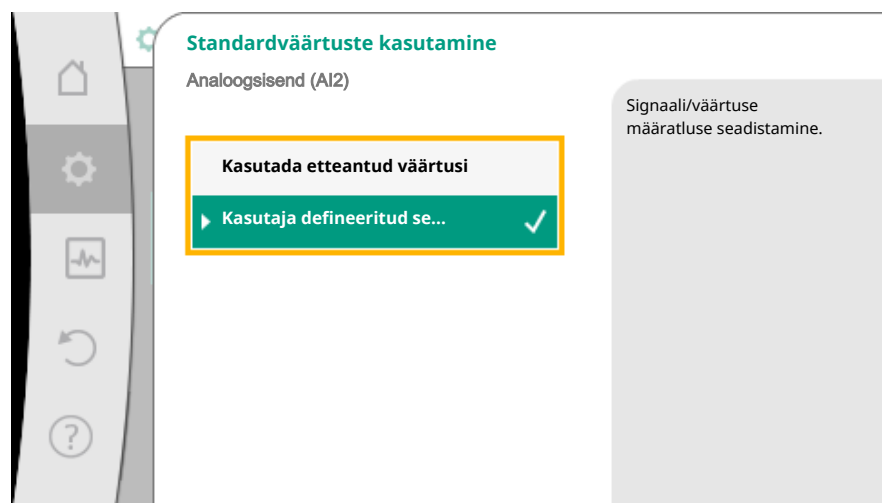 Standardväärtuste kasutamine
Analoogsisend (AI2)
Signaali/väärtuse
määratluse seadistamine.
Kasutada etteantud väärtusi
Kasutaja defineeritud se...
?